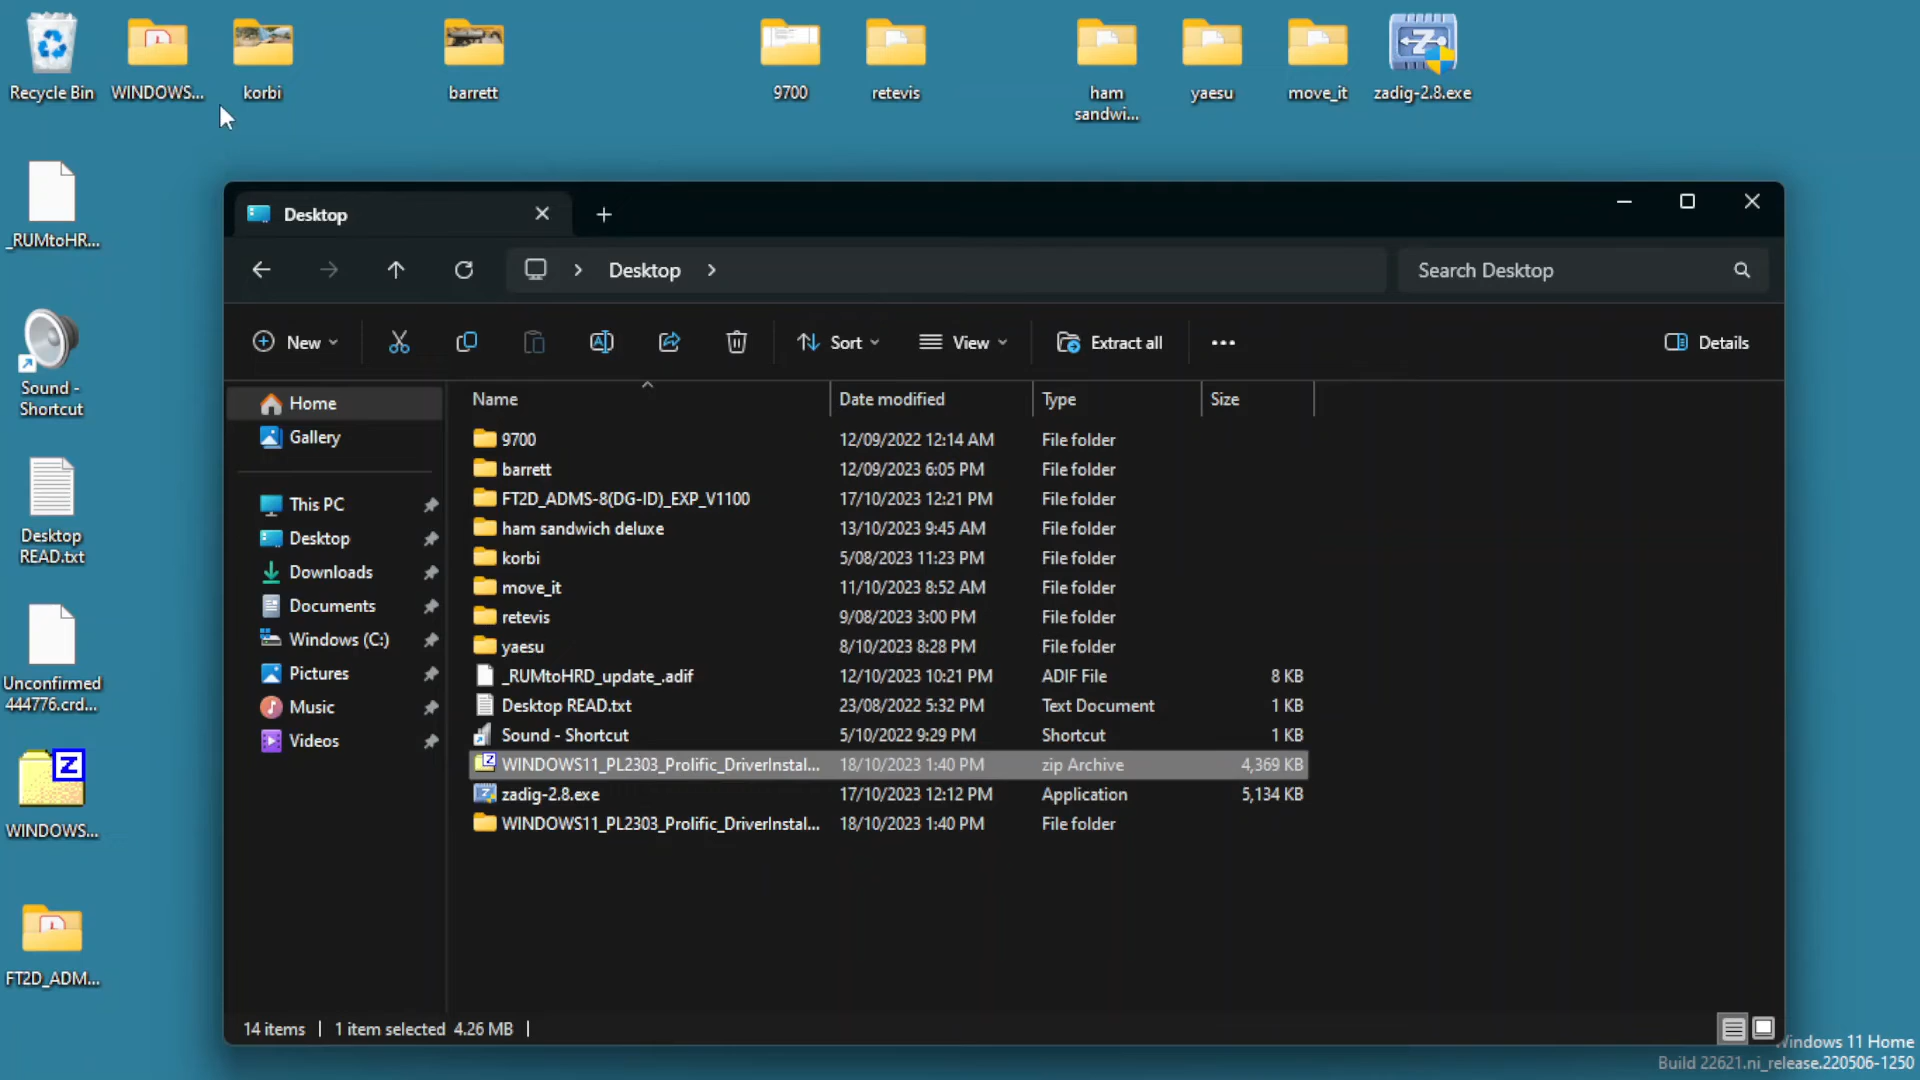 Recycle Bin
WINDOWS...
korbi
barrett
9700
retevis
ham
sandwi...
yaesu
move_it
zadig-2.8.exe
_RUMtoHR...
Sound -
Shortcut
Desktop
READ.txt
Unconfirmed
444776.crd...
WINDOWS...
FT2D_ADM...
Desktop
Desktop
Search Desktop
New
Sort
View
Extract all
Details
Home
Gallery
This PC
Desktop
Downloads
Documents
Windows (C:)
Pictures
Music
Videos
Name Date modified Type Size
9700 12/09/2022 12:14 AM File folder
barrett 12/09/2023 6:05 PM File folder
FT2D_ADMS-8(DG-ID)_EXP_V1100 17/10/2023 12:21 PM File folder
ham sandwich deluxe 13/10/2023 9:45 AM File folder
korbi 5/08/2023 11:23 PM File folder
move_it 11/10/2023 8:52 AM File folder
retevis 9/08/2023 3:00 PM File folder
yaesu 8/10/2023 8:28 PM File folder
_RUMtoHRD_update_.adif 12/10/2023 10:21 PM ADIF File 8 KB
Desktop READ.txt 23/08/2022 5:32 PM Text Document 1 KB
Sound - Shortcut 5/10/2022 9:29 PM Shortcut 1 KB
WINDOWS11_PL2303_Prolific_DriverInstal... 18/10/2023 1:40 PM zip Archive 4,369 KB
zadig-2.8.exe 17/10/2023 12:12 PM Application 5,134 KB
WINDOWS11_PL2303_Prolific_DriverInstal... 18/10/2023 1:40 PM File folder
14 items 1 item selected 4.26 MB
Windows 11 Home
Build 22621.ni_release.220506-1250